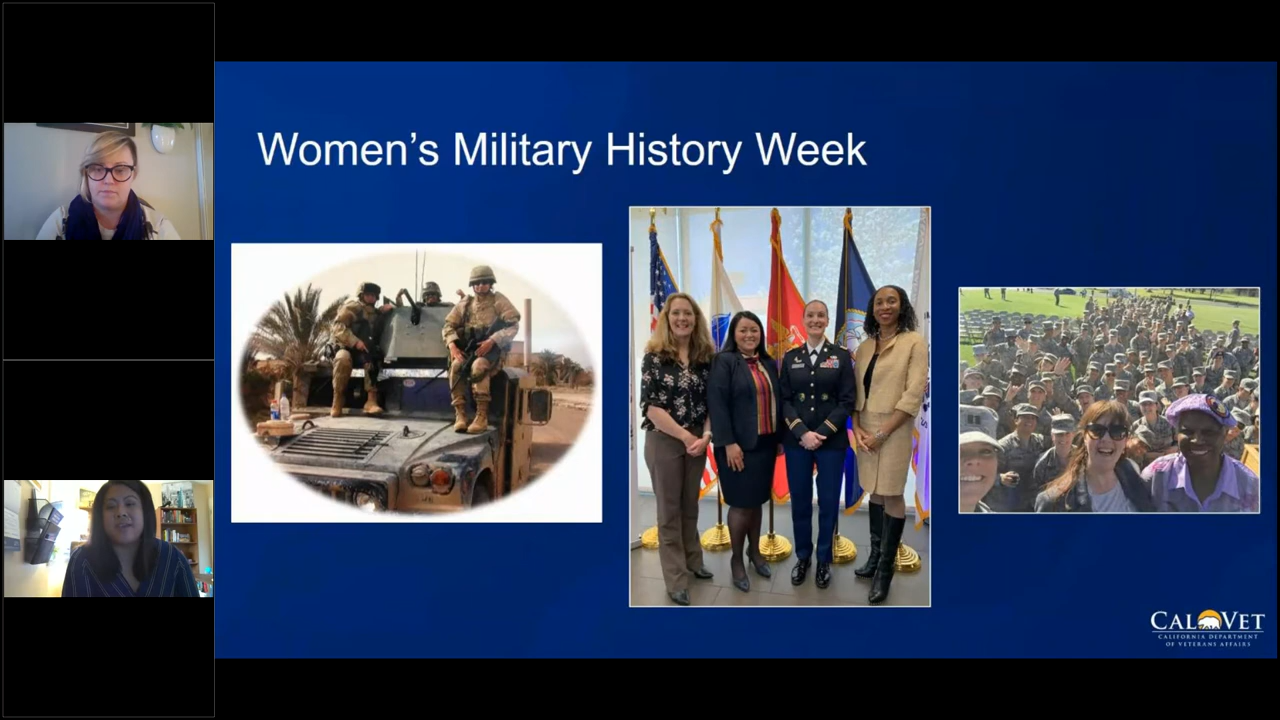 Women's Military History Week
CALVET
CALIFORNIA DEPARTMENT
OF VETERANS AFFAIRS